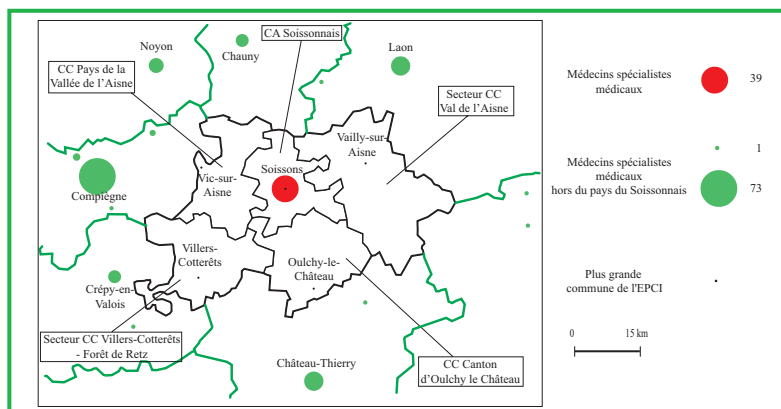 CA Soissonnais
Noyon
Chauny
Laon
CC Pays de la
Vallée de l'Aisne
Secteur CC
Val de l'Aisne
Vailly-sur-
Aisne
Soissons
Vic-sur-
Aisne
Compiègne
Villers-
Cotterêts
Oulchy-le-
Château
Crépy-en-
Valois
Secteur CC Villers-Cotterêts
- Forêt de Retz
Château-Thierry
CC Canton
d'Oulchy le Château
Médecins spécialistes
médicaux
39
1
Médecins spécialistes
médicaux
hors du pays du Soissonnais
73
Plus grande
commune de l'EPCI
0 15 km